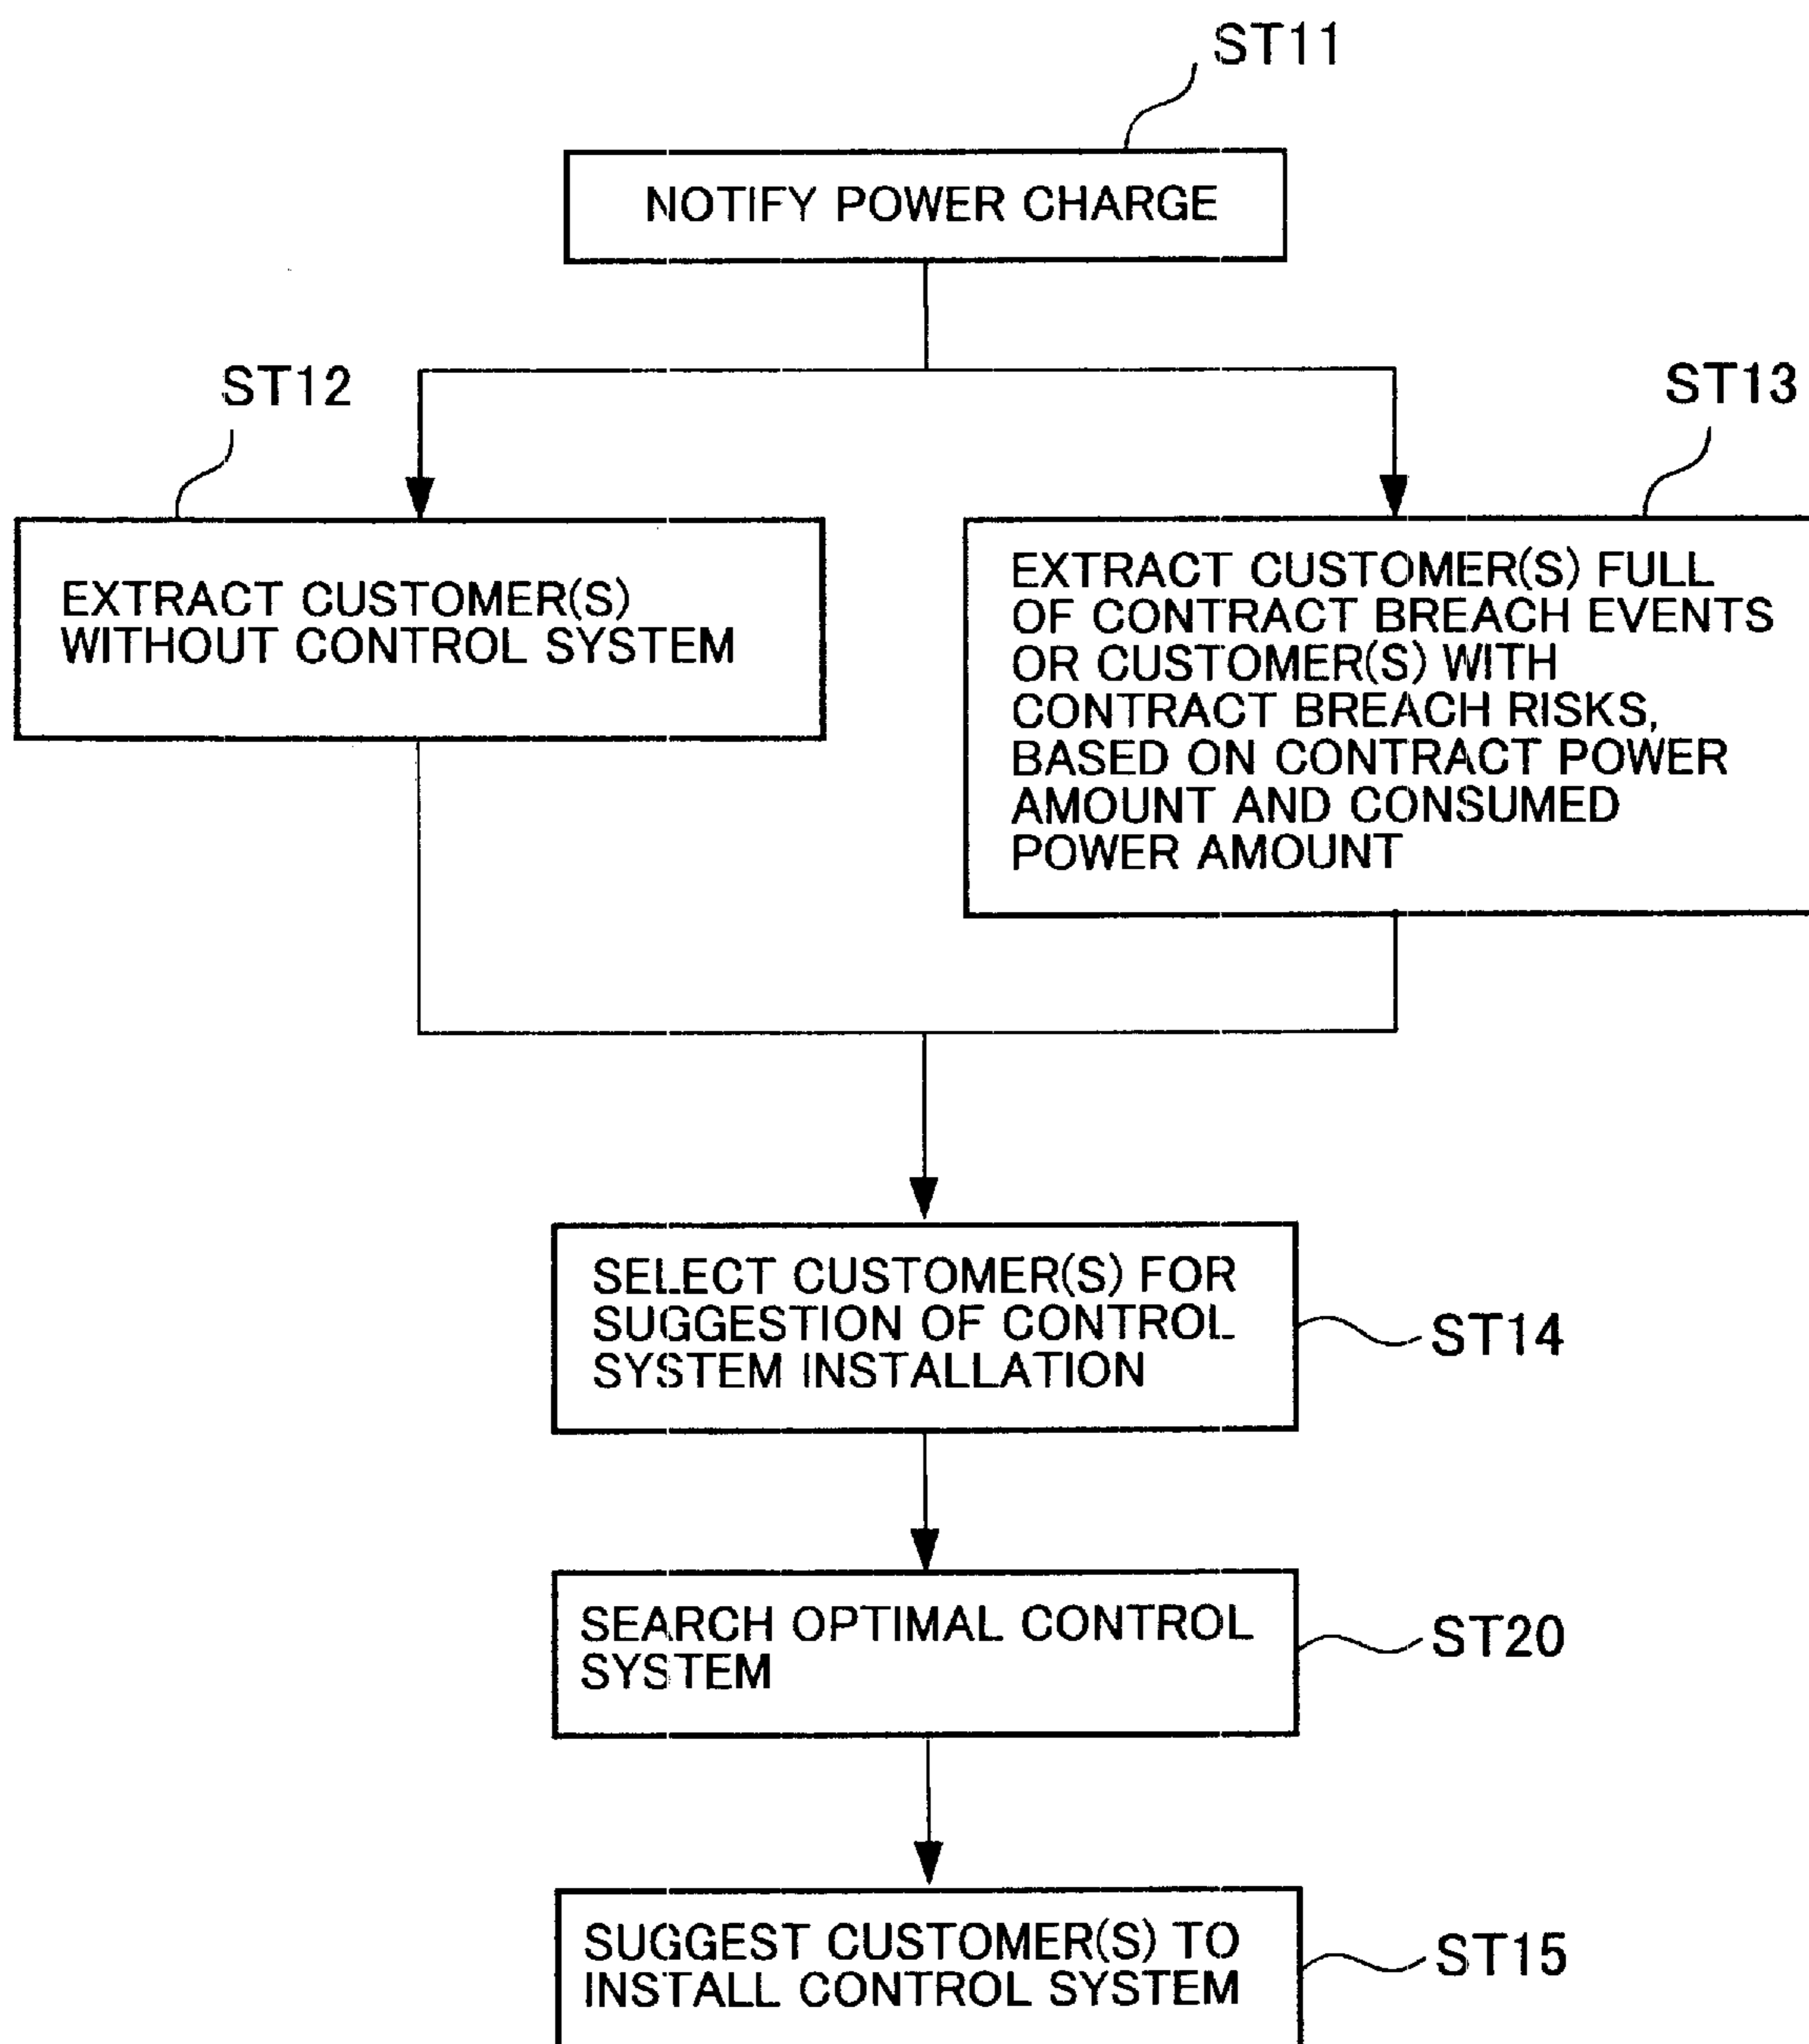 ST11
NOTIFY POWER CHARGE
ST12
ST13
EXTRACT CUSTOMER(S)
WITHOUT CONTROL SYSTEM
EXTRACT CUSTOMER(S) FULL
OF CONTRACT BREACH EVENTS
OR CUSTOMER(S) WITH
CONTRACT BREACH RISKS,
BASED ON CONTRACT POWER
AMOUNT AND CONSUMED
POWER AMOUNT
SELECT CUSTOMER(S) FOR
SUGGESTION OF CONTROL
SYSTEM INSTALLATION
ST14
SEARCH OPTIMAL CONTROL
SYSTEM
ST20
SUGGEST CUSTOMER(S) TO
INSTALL CONTROL SYSTEM
ST15